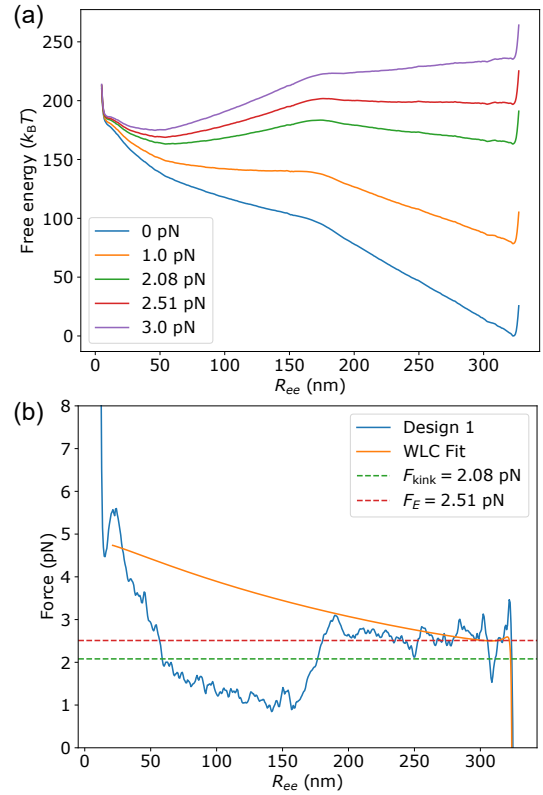 (a)
250
200
150
100
50
0
Free energy (k_BT)
0 pN
1.0 pN
2.08 pN
2.51 pN
3.0 pN
0 50 100 150 200 250 300
R_ee (nm)
(b)
8
7
6
5
4
3
2
1
0
Force (pN)
Design 1
WLC Fit
F_kink = 2.08 pN
F_E = 2.51 pN
0 50 100 150 200 250 300
R_ee (nm)